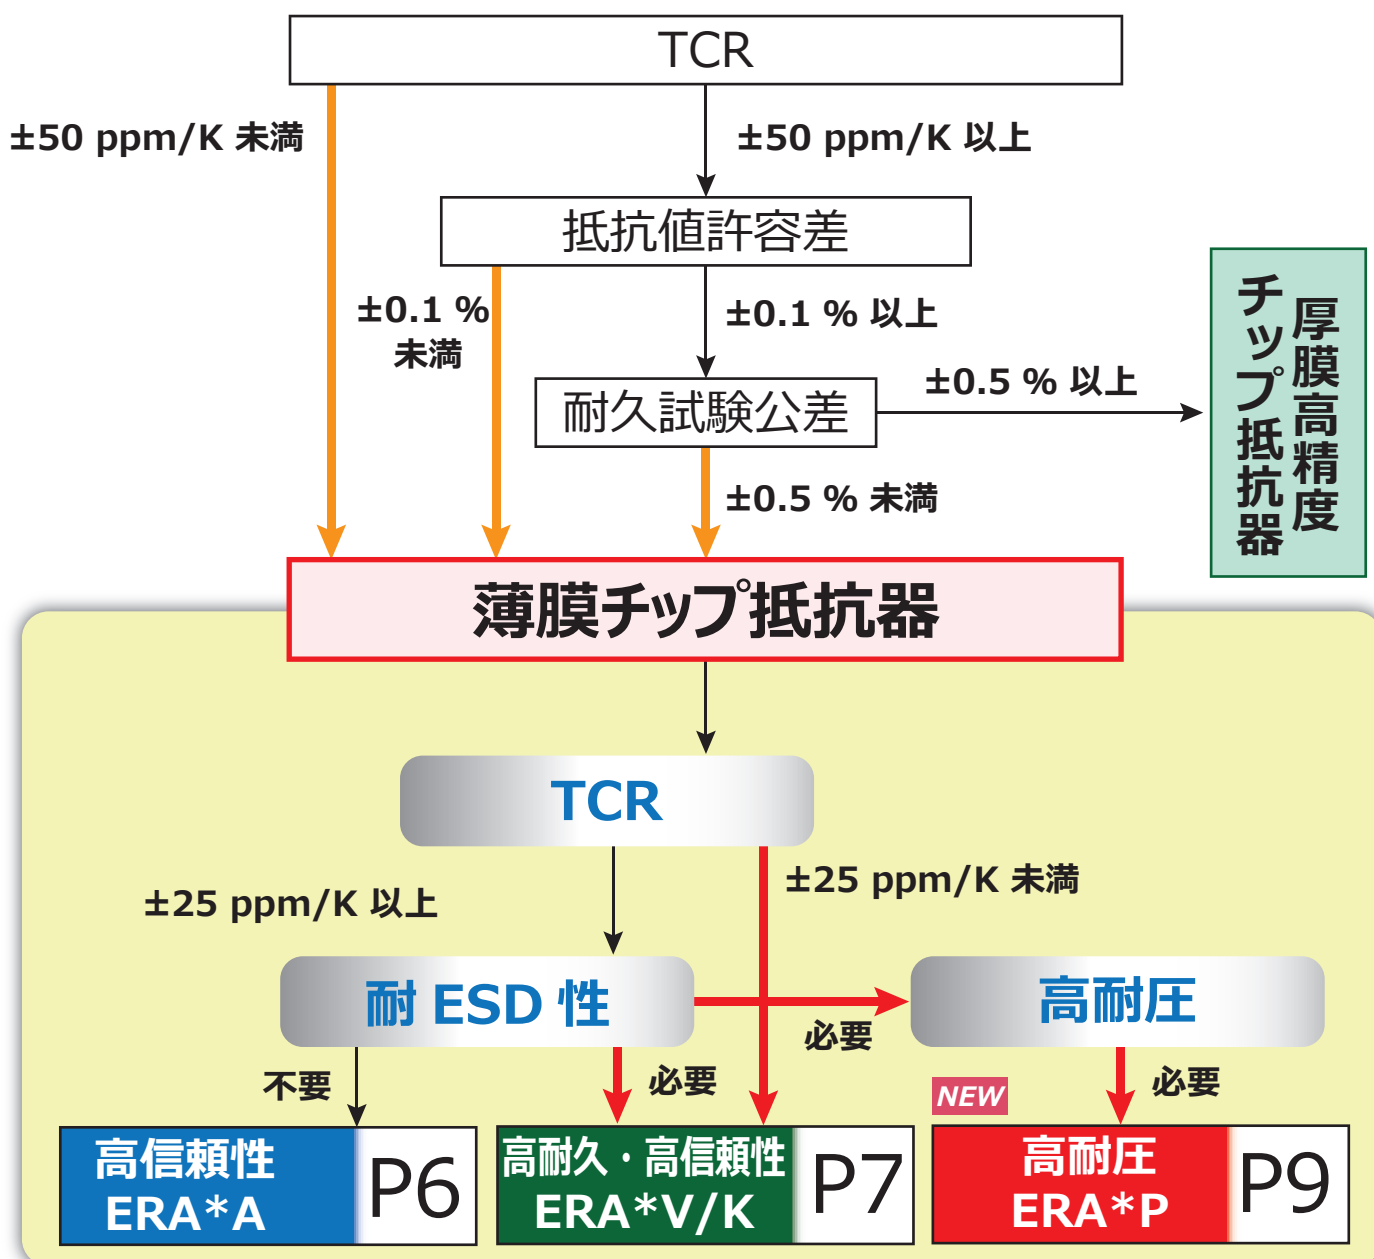 TCR
±50 ppm/K 未満
±50 ppm/K 以上
抵抗値許容差
±0.1 %
未満
±0.1 % 以上
耐久試験公差
±0.5 % 以上
厚膜高精度
チップ抵抗器
±0.5 % 未満
薄膜チップ抵抗器
TCR
±25 ppm/K 以上
±25 ppm/K 未満
耐 ESD 性
高耐圧
必要
不要
必要
NEW
必要
高信頼性
ERA*A
P6
高耐久・高信頼性
ERA*V/K
P7
高耐圧
ERA*P
P9